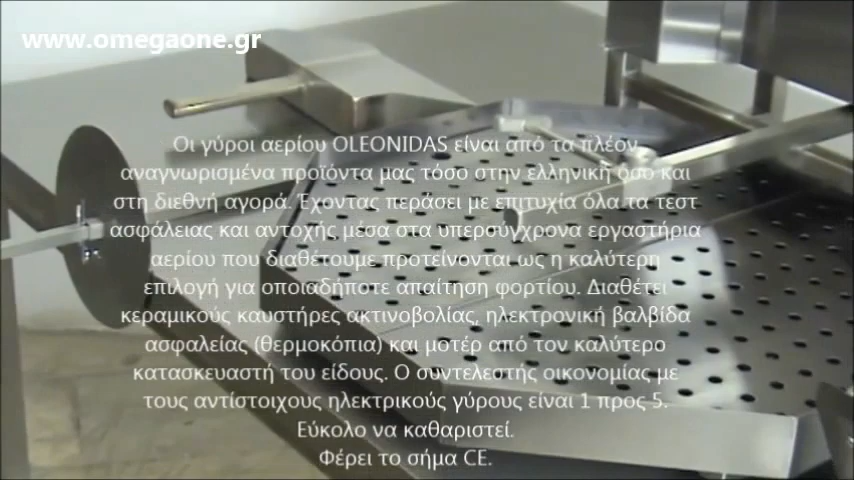 www.omegaone.gr
Οι γύροι αερίου OLEONIDAS είναι από τα πλέον
αναγνωρισμένα προϊόντα μας τόσο στην ελληνική όσο και
στη διεθνή αγορά. Έχοντας περάσει με επιτυχία όλα τα τεστ
ασφάλειας και αντοχής μέσα στα υπερσύγχρονα εργαστήρια
αερίου που διαθέτουμε προτείνονται ως η καλύτερη
επιλογή για οποιαδήποτε απαίτηση φορτίου. Διαθέτει
κεραμικούς καυστήρες ακτινοβολίας, ηλεκτρονική βαλβίδα
ασφαλείας (θερμοκόπια) και μοτέρ από τον καλύτερο
κατασκευαστή του είδους. Ο συντελεστής οικονομίας με
τους αντίστοιχους ηλεκτρικούς γύρους είναι 1 προς 5.
Εύκολο να καθαριστεί.
Φέρει το σήμα CE.